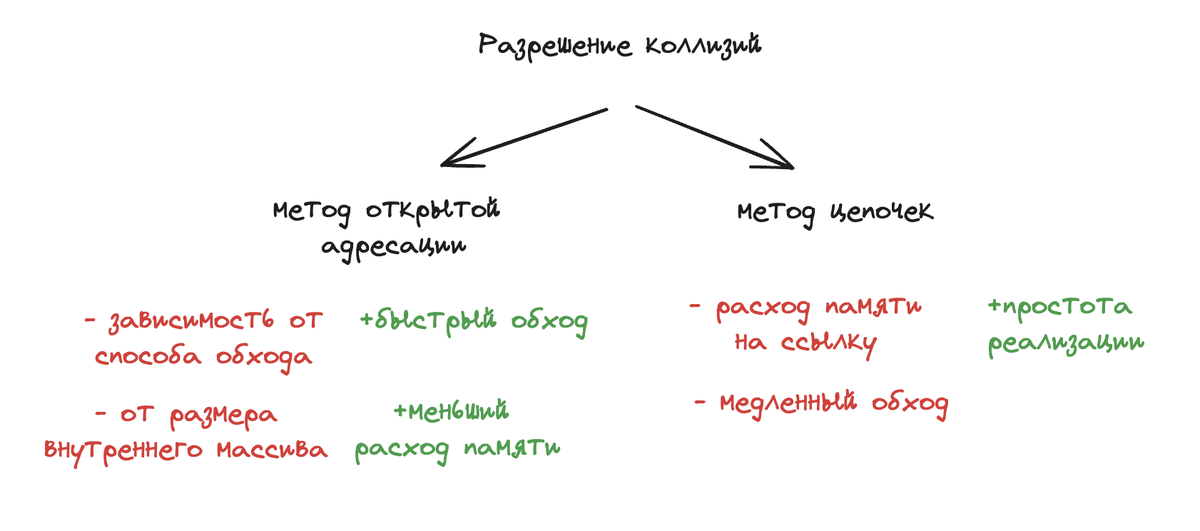 Разрешение коллизий
метод открытой
адресации
- зависимость от
способа обхода
+быстрый обход
- от размера
внутреннего массива
+меньший
расход памяти
метод цепочек
- расход памяти
на ссылку
+простота
реализации
- медленный обход